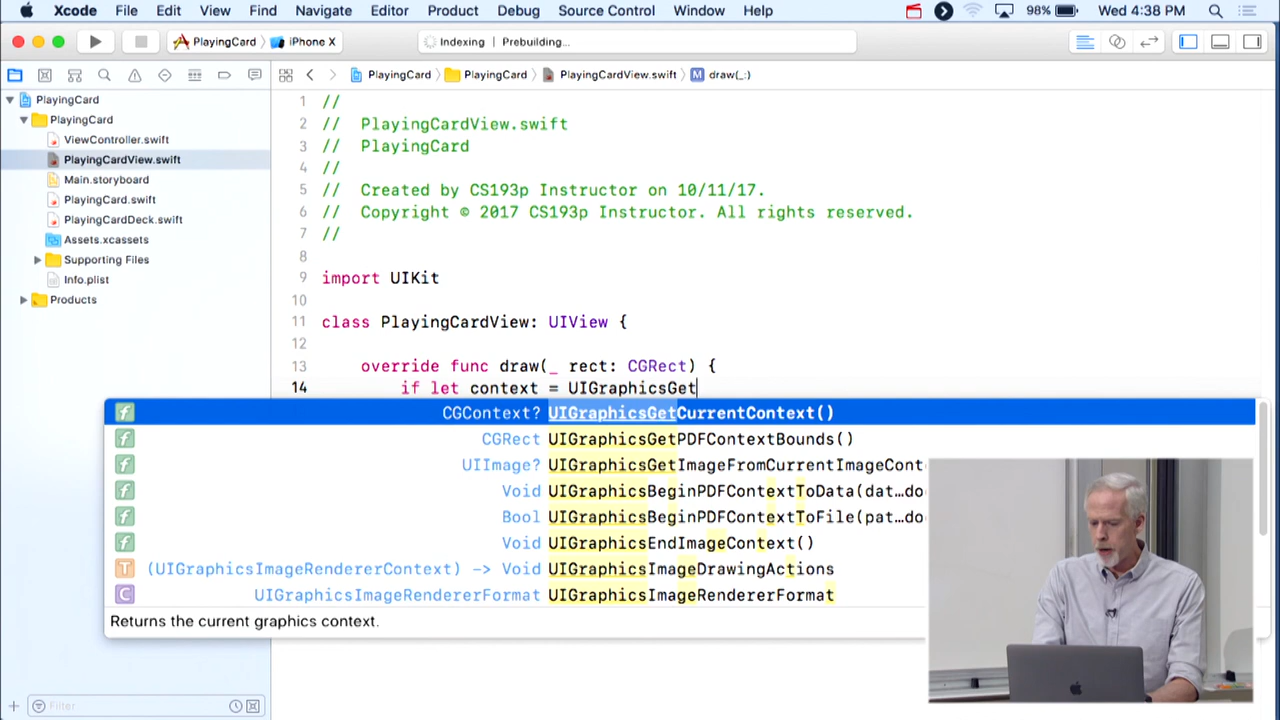 Xcode File Edit View Find Navigate Editor Product Debug Source Control Window Help 98% Wed 4:38 PM
PlayingCard iPhone X Indexing | Prebuilding...
PlayingCard PlayingCard PlayingCardView.swift M draw(_:)
PlayingCard
PlayingCard
ViewController.swift
PlayingCardView.swift
Main.storyboard
PlayingCard.swift
PlayingCardDeck.swift
Assets.xcassets
Supporting Files
Info.plist
Products
Filter
1 //
2 // PlayingCardView.swift
3 // PlayingCard
4 //
5 // Created by CS193p Instructor on 10/11/17.
6 // Copyright © 2017 CS193p Instructor. All rights reserved.
7 //
8
9 import UIKit
10
11 class PlayingCardView: UIView {
12
13 override func draw(_ rect: CGRect) {
14 if let context = UIGraphicsGet
f CGContext? UIGraphicsGetCurrentContext()
f CGRect UIGraphicsGetPDFContextBounds()
f UIImage? UIGraphicsGetImageFromCurrentImageCont
f Void UIGraphicsBeginPDFContextToData(dat…do
f Bool UIGraphicsBeginPDFContextToFile(pat…do
f Void UIGraphicsEndImageContext()
T (UIGraphicsImageRendererContext) -> Void UIGraphicsImageDrawingActions
C UIGraphicsImageRendererFormat UIGraphicsImageRendererFormat
Returns the current graphics context.